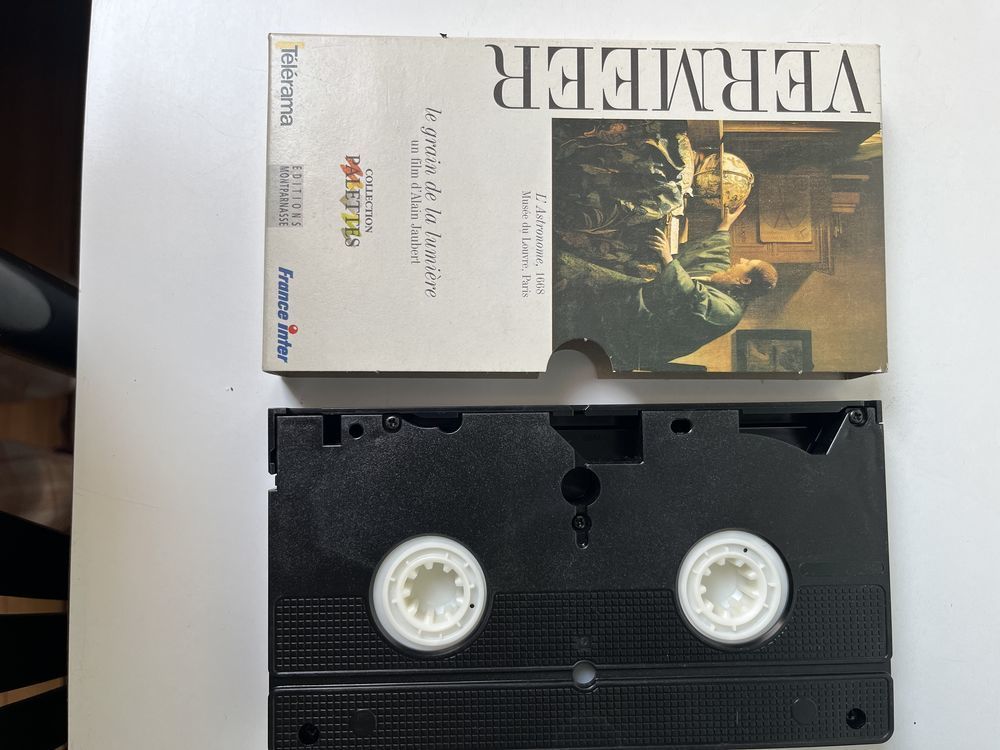 VERMEER
L'Astronome, 1668
Musée du Louvre, Paris
le grain de la lumière
un film d'Alain Jaubert
COLLECTION
PALETTES
Télérama
EDITIONS
MONTPARNASSE
France Inter